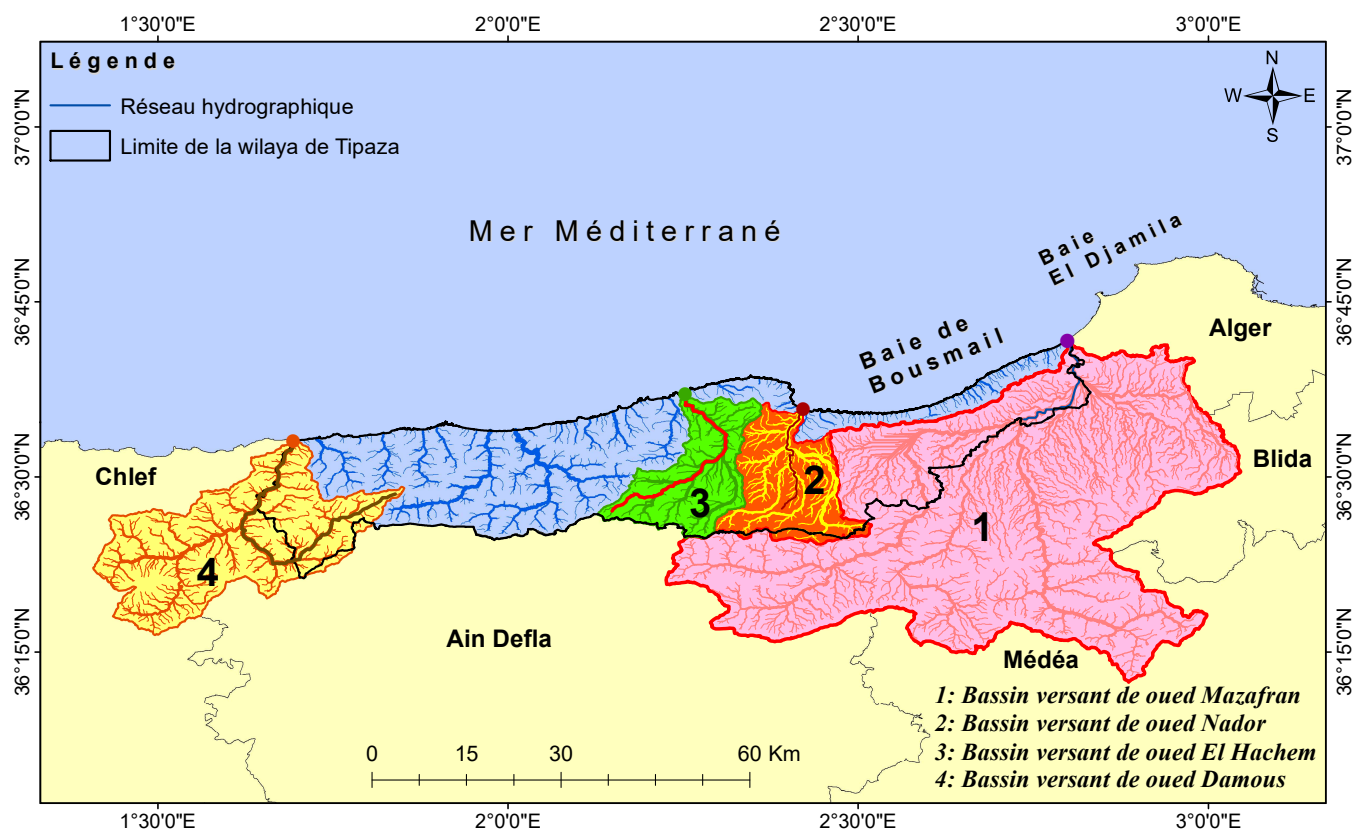 1°30'0"E
2°0'0"E
2°30'0"E
3°0'0"E
Légende
Réseau hydrographique
Limite de la wilaya de Tipaza
N
W
E
S
37°0'0"N
37°0'0"N
Mer Méditerrané
Baie
El Djamila
36°45'0"N
36°45'0"N
Baie de
Bousmail
Alger
Chlef
Blida
36°30'0"N
36°30'0"N
1
2
3
4
Ain Defla
Médéa
36°15'0"N
36°15'0"N
1: Bassin versant de oued Mazafran
2: Bassin versant de oued Nador
3: Bassin versant de oued El Hachem
4: Bassin versant de oued Damous
0 15 30 60 Km
1°30'0"E
2°0'0"E
2°30'0"E
3°0'0"E